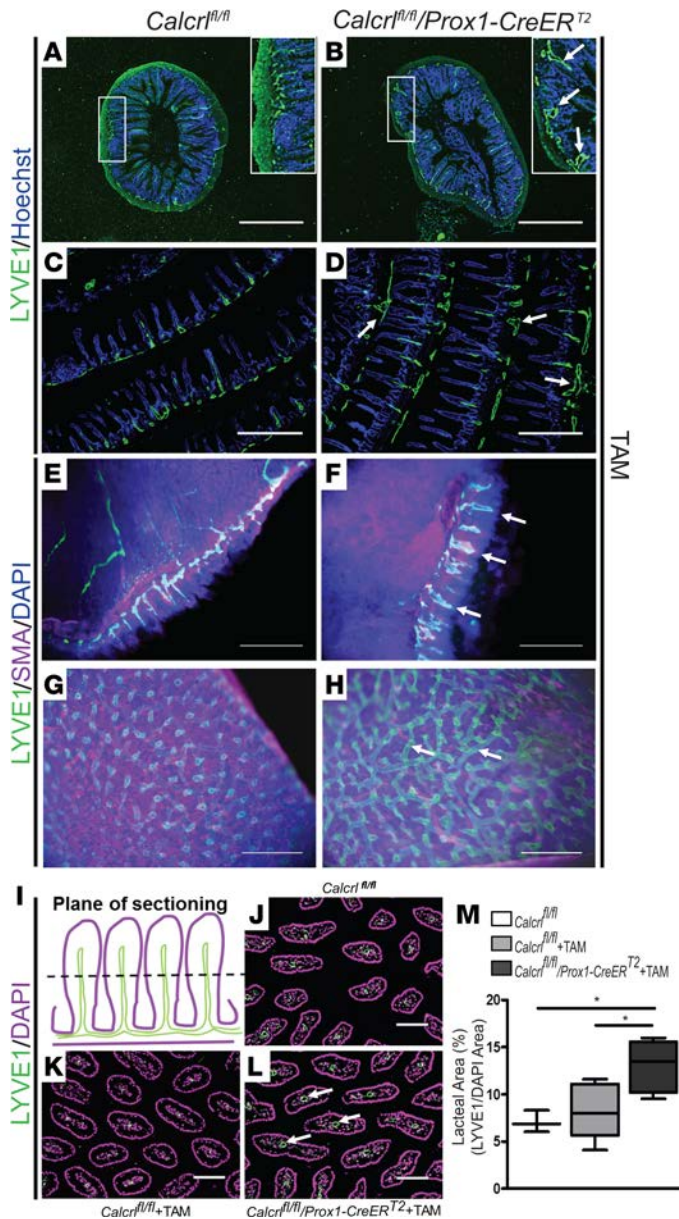 Calcrl^fl/fl
Calcrl^fl/fl/Prox1-CreER^T2
A
B
LYVE1/Hoechst
C
D
TAM
E
F
LYVE1/SMA/DAPI
G
H
I
Plane of sectioning
Calcrl^fl/fl
J
M
Calcrl^fl/fl
Calcrl^fl/fl+TAM
Calcrl^fl/fl/Prox1-CreER^T2+TAM
LYVE1/DAPI
K
L
Calcrl^fl/fl+TAM
Calcrl^fl/fl/Prox1-CreER^T2+TAM
Lacteal Area (%)
(LYVE1/DAPI Area)
20
15
10
5
0
*
*